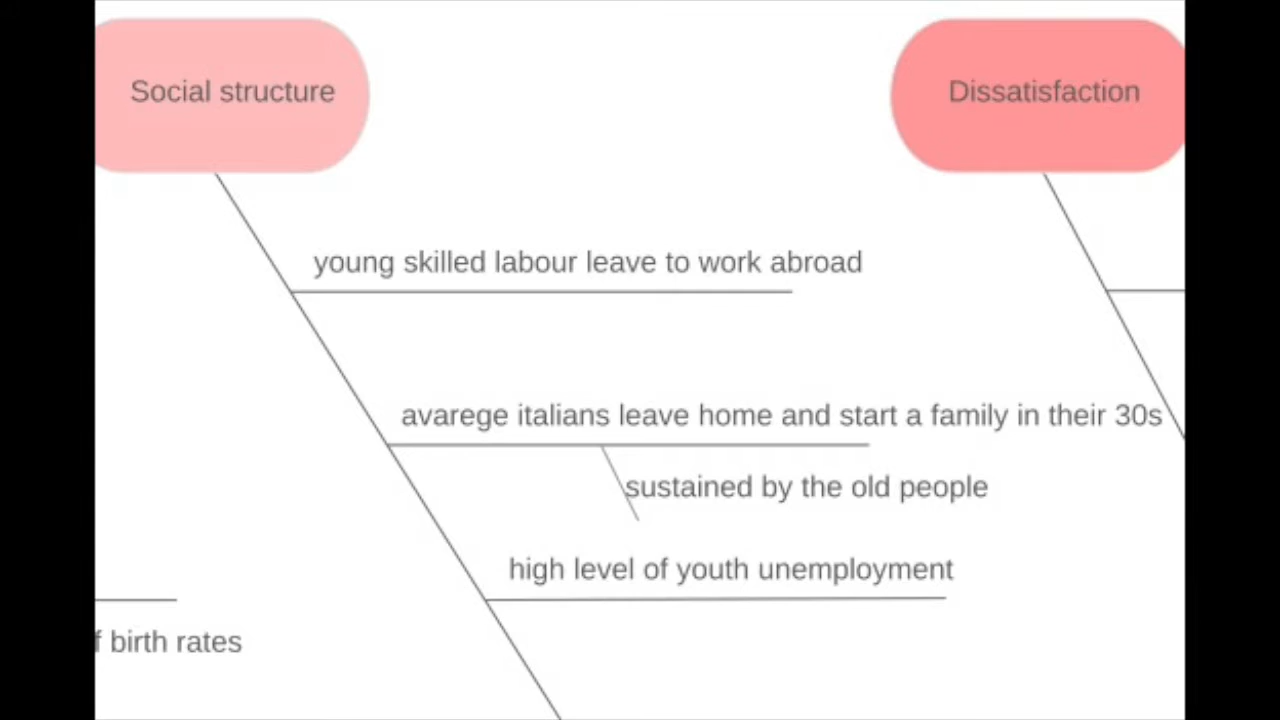 Social structure
Dissatisfaction
young skilled labour leave to work abroad
avarege italians leave home and start a family in their 30s
sustained by the old people
high level of youth unemployment
birth rates